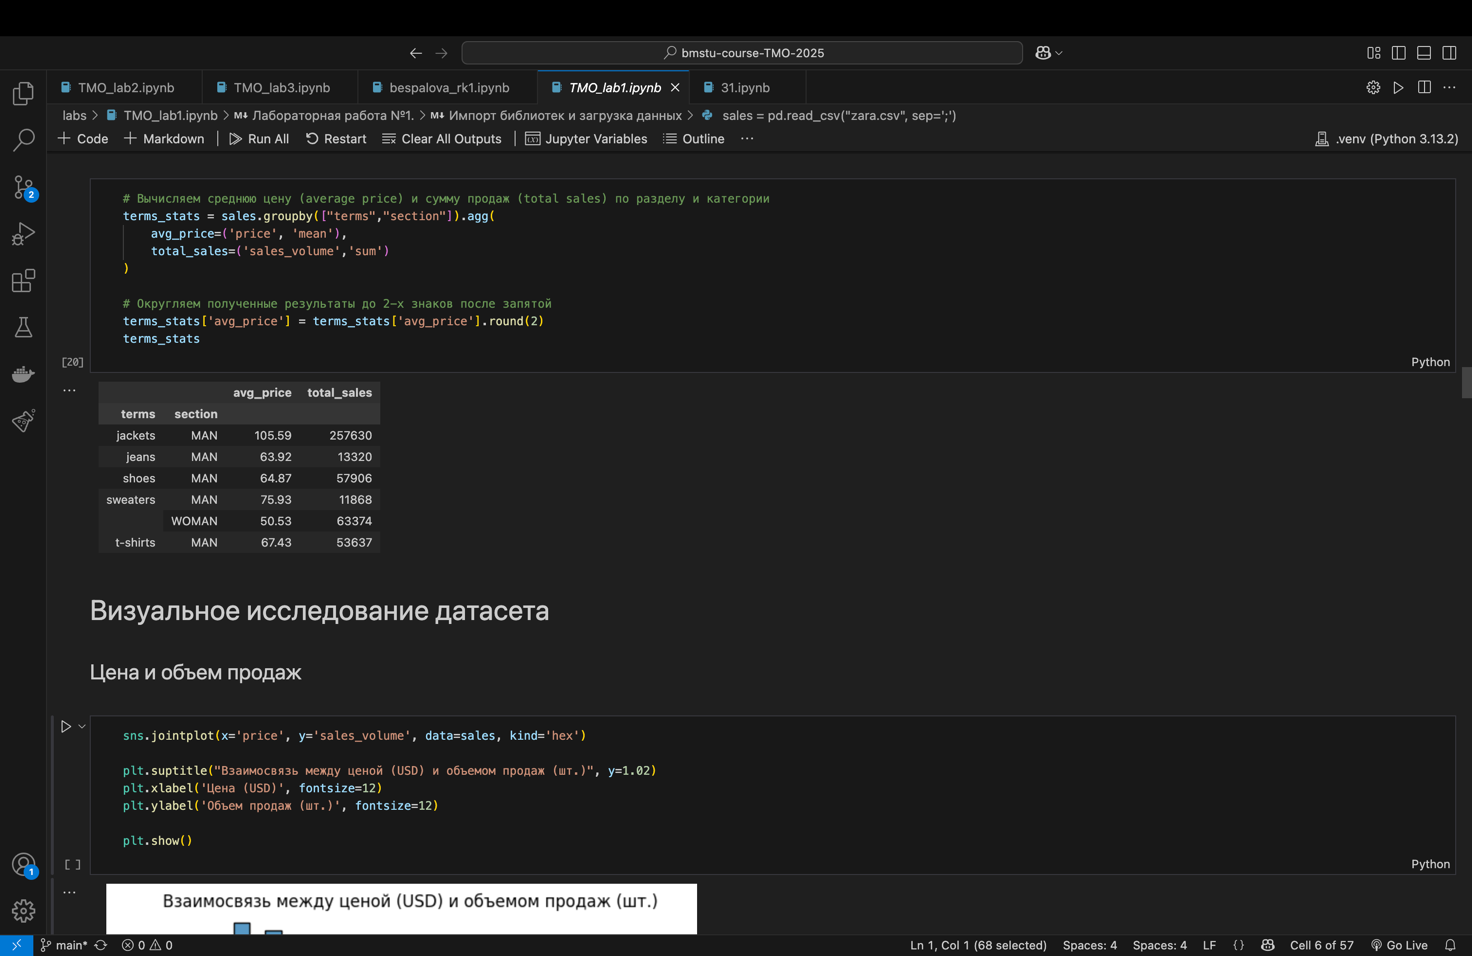 bmstu-course-TMO-2025
TMO_lab2.ipynb TMO_lab3.ipynb bespalova_rk1.ipynb TMO_lab1.ipynb 31.ipynb
labs > TMO_lab1.ipynb > M↓ Лабораторная работа №1. > M↓ Импорт библиотек и загрузка данных > sales = pd.read_csv("zara.csv", sep=';')
+ Code + Markdown Run All Restart Clear All Outputs Jupyter Variables Outline ... .venv (Python 3.13.2)
# Вычисляем среднюю цену (average price) и сумму продаж (total sales) по разделу и категории
terms_stats = sales.groupby(["terms","section"]).agg(
avg_price=('price', 'mean'),
total_sales=('sales_volume','sum')
)
# Округляем полученные результаты до 2-х знаков после запятой
terms_stats['avg_price'] = terms_stats['avg_price'].round(2)
terms_stats
[20] Python
avg_price total_sales
terms section
jackets MAN 105.59 257630
jeans MAN 63.92 13320
shoes MAN 64.87 57906
sweaters MAN 75.93 11868
WOMAN 50.53 63374
t-shirts MAN 67.43 53637
Визуальное исследование датасета
Цена и объем продаж
sns.jointplot(x='price', y='sales_volume', data=sales, kind='hex')
plt.suptitle("Взаимосвязь между ценой (USD) и объемом продаж (шт.)", y=1.02)
plt.xlabel('Цена (USD)', fontsize=12)
plt.ylabel('Объем продаж (шт.)', fontsize=12)
plt.show()
[ ] Python
Взаимосвязь между ценой (USD) и объемом продаж (шт.)
2
1
main* 0 0 Ln 1, Col 1 (68 selected) Spaces: 4 Spaces: 4 LF {} Cell 6 of 57 Go Live